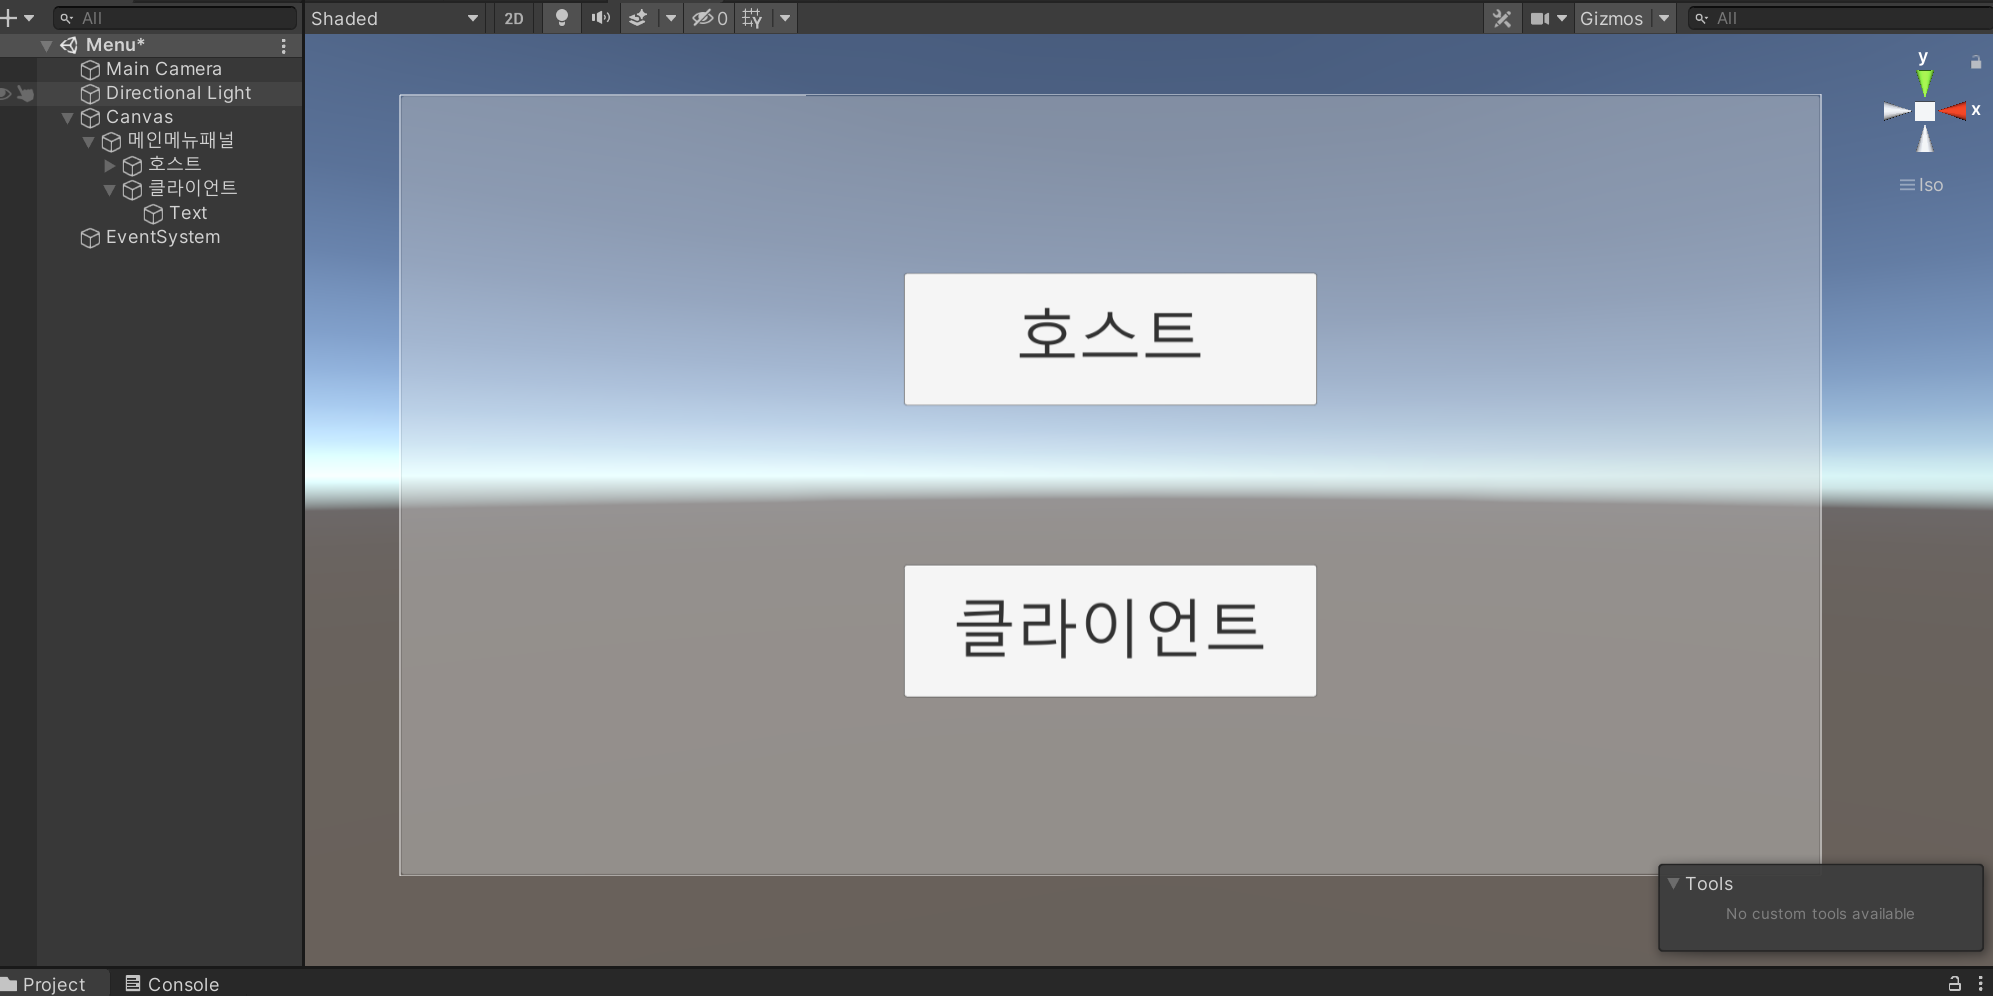 All
Shaded
2D
0
Gizmos
All
Menu*
Main Camera
Directional Light
Canvas
메인메뉴패널
호스트
클라이언트
Text
EventSystem
y
x
Iso
호스트
클라이언트
Tools
No custom tools available
Project
Console